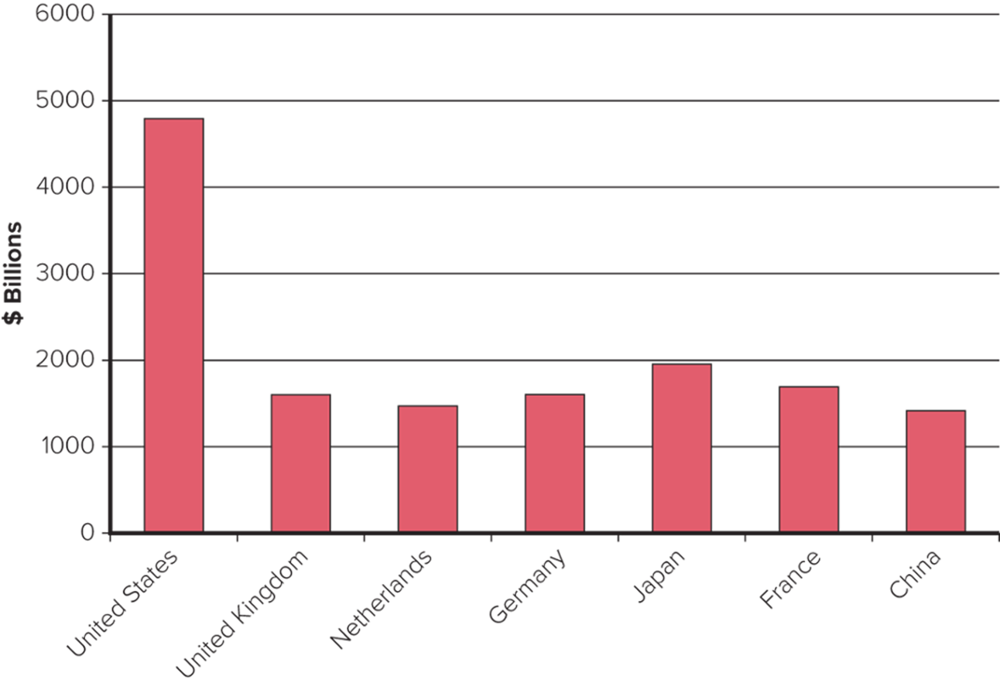 6000
5000
4000
3000
2000
1000
0
$ Billions
United States
United Kingdom
Netherlands
Germany
Japan
France
China